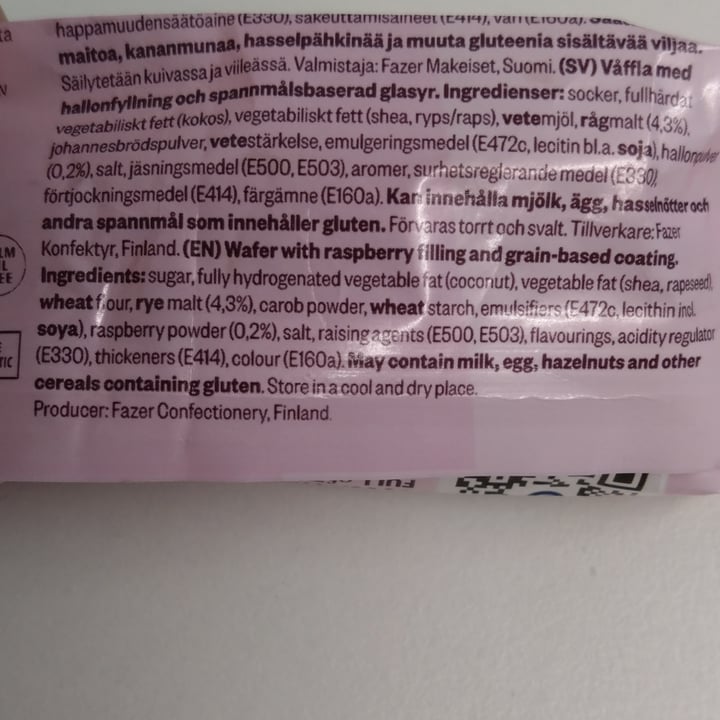 ta happamuudensäätöaine (E330), sakeuttamisaineet (E414), väri (E160a).
maitoa, kananmunaa, hasselpähkinää ja muuta gluteenia sisältävää viljaa.
Säilytetään kuivassa ja viileässä. Valmistaja: Fazer Makeiset, Suomi. (SV) Våffla med
hallonfyllning och spannmålsbaserad glasyr. Ingredienser: socker, fullhärdat
vegetabiliskt fett (kokos), vegetabiliskt fett (shea, ryps/raps), vetemjöl, rågmalt (4,3%),
johannesbrödspulver, vetestärkelse, emulgeringsmedel (E472c, lecitin bl.a. soja), hallonpulver
(0,2%), salt, jäsningsmedel (E500, E503), aromer, surhetsreglerande medel (E330),
förtjockningsmedel (E414), färgämne (E160a). Kan innehålla mjölk, ägg, hasselnötter och
andra spannmål som innehåller gluten. Förvaras torrt och svalt. Tillverkare: Fazer
Konfektyr, Finland. (EN) Wafer with raspberry filling and grain-based coating.
Ingredients: sugar, fully hydrogenated vegetable fat (coconut), vegetable fat (shea, rapeseed),
wheat flour, rye malt (4,3%), carob powder, wheat starch, emulsifiers (E472c, lecithin incl.
soya), raspberry powder (0,2%), salt, raising agents (E500, E503), flavourings, acidity regulator
(E330), thickeners (E414), colour (E160a). May contain milk, egg, hazelnuts and other
cereals containing gluten. Store in a cool and dry place.
Producer: Fazer Confectionery, Finland.
LM
L
EE
TIC